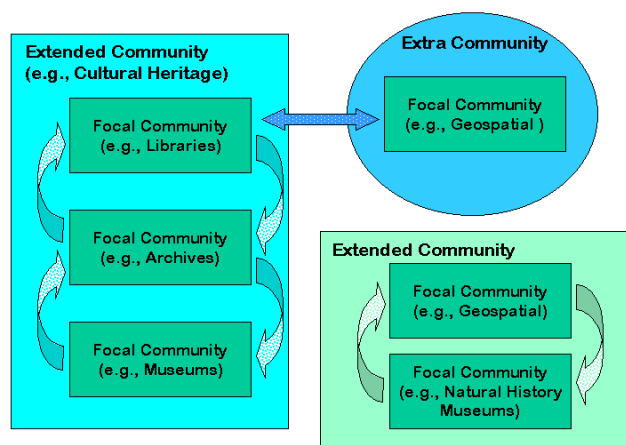 Extended Community
(e.g., Cultural Heritage)
Focal Community
(e.g., Libraries)
Focal Community
(e.g., Archives)
Focal Community
(e.g., Museums)
Extra Community
Focal Community
(e.g., Geospatial )
Extended Community
Focal Community
(e.g., Geospatial)
Focal Community
(e.g., Natural History
Museums)